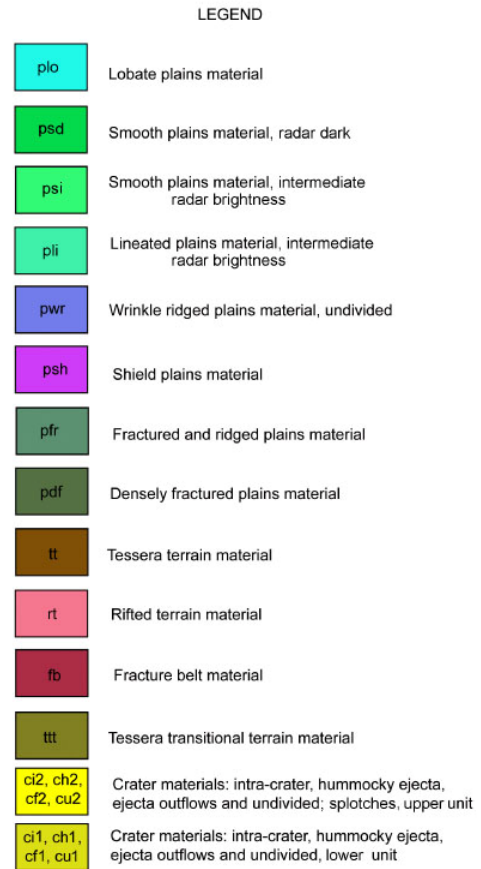 LEGEND
plo Lobate plains material
psd Smooth plains material, radar dark
psi Smooth plains material, intermediate
radar brightness
pli Lineated plains material, intermediate
radar brightness
pwr Wrinkle ridged plains material, undivided
psh Shield plains material
pfr Fractured and ridged plains material
pdf Densely fractured plains material
tt Tessera terrain material
rt Rifted terrain material
fb Fracture belt material
ttt Tessera transitional terrain material
ci2, ch2, Crater materials: intra-crater, hummocky ejecta,
cf2, cu2 ejecta outflows and undivided; splotches, upper unit
ci1, ch1, Crater materials: intra-crater, hummocky ejecta,
cf1, cu1 ejecta outflows and undivided, lower unit